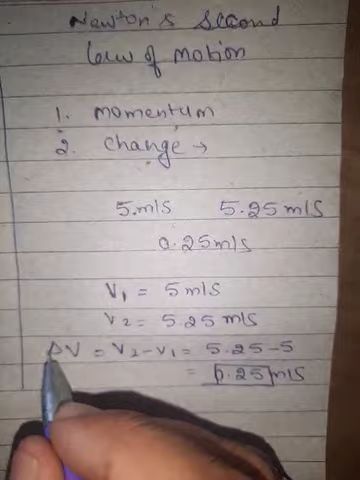 Newton's second
law of motion
1. momentum
2. change →
5.m/s 5.25 m/s
0.25 m/s
V₁ = 5 m/s
V₂ = 5.25 m/s
ΔV = V₂ - V₁ = 5.25 - 5
= 0.25 m/s